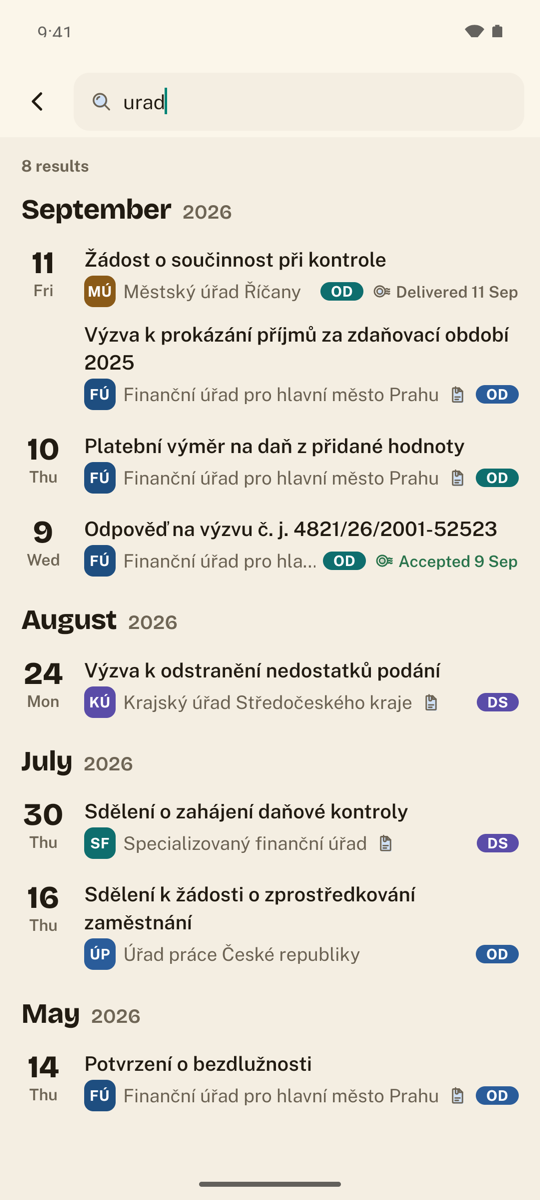 9:41
urad
8 results
September 2026
11 Žádost o součinnost při kontrole
Fri MÚ Městský úřad Říčany OD Delivered 11 Sep
Výzva k prokázání příjmů za zdaňovací období
2025
FÚ Finanční úřad pro hlavní město Prahu OD
10 Platební výměr na daň z přidané hodnoty
Thu FÚ Finanční úřad pro hlavní město Prahu OD
9 Odpověď na výzvu č. j. 4821/26/2001-52523
Wed FÚ Finanční úřad pro hla... OD Accepted 9 Sep
August 2026
24 Výzva k odstranění nedostatků podání
Mon KÚ Krajský úřad Středočeského kraje DS
July 2026
30 Sdělení o zahájení daňové kontroly
Thu SF Specializovaný finanční úřad DS
16 Sdělení k žádosti o zprostředkování
Thu zaměstnání
ÚP Úřad práce České republiky OD
May 2026
14 Potvrzení o bezdlužnosti
Thu FÚ Finanční úřad pro hlavní město Prahu OD